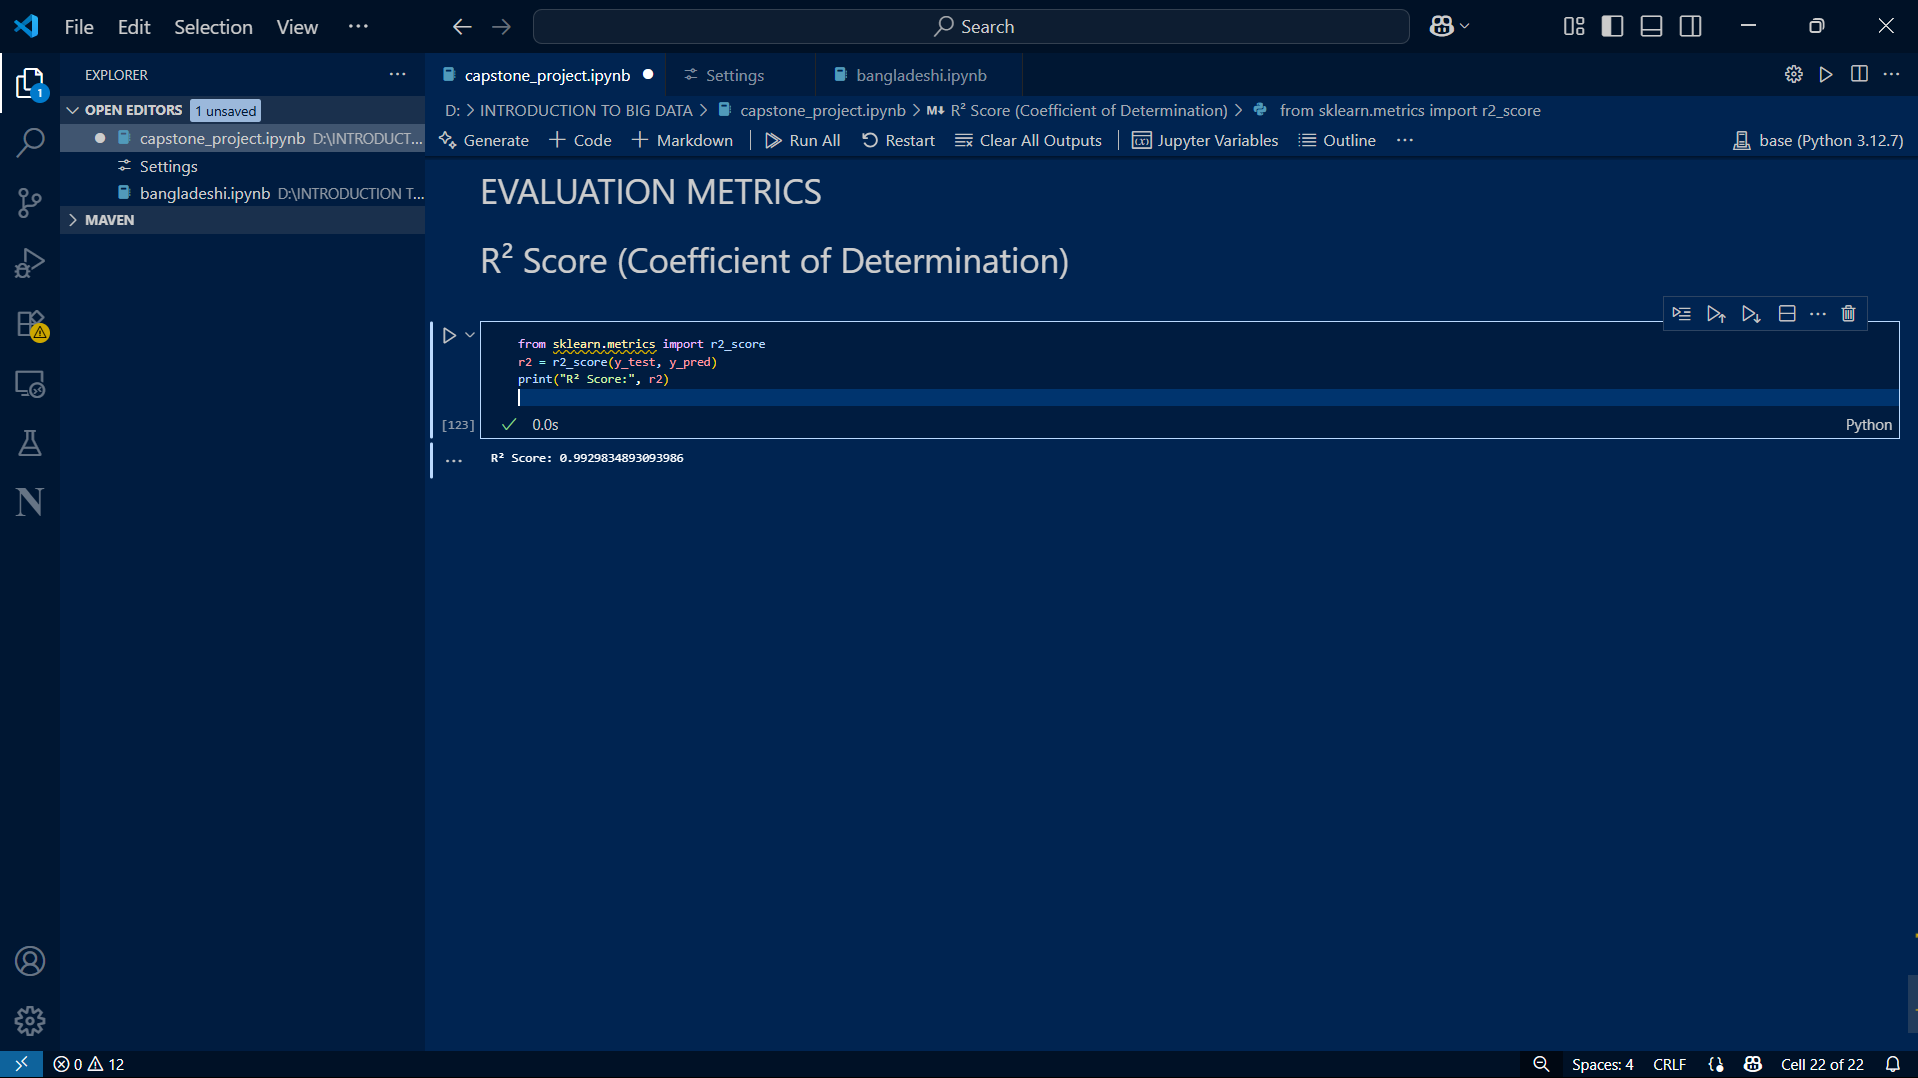 File Edit Selection View ···
Search
EXPLORER ···
OPEN EDITORS 1 unsaved
capstone_project.ipynb D:\INTRODUCT...
Settings
bangladeshi.ipynb D:\INTRODUCTION T...
MAVEN
1
N
capstone_project.ipynb Settings bangladeshi.ipynb
D: > INTRODUCTION TO BIG DATA > capstone_project.ipynb > M↓ R² Score (Coefficient of Determination) > from sklearn.metrics import r2_score
Generate + Code + Markdown Run All Restart Clear All Outputs Jupyter Variables Outline ··· base (Python 3.12.7)
EVALUATION METRICS
R² Score (Coefficient of Determination)
from sklearn.metrics import r2_score
r2 = r2_score(y_test, y_pred)
print("R² Score:", r2)
[123] 0.0s Python
R² Score: 0.9929834893093986
0 12 Spaces: 4 CRLF Cell 22 of 22